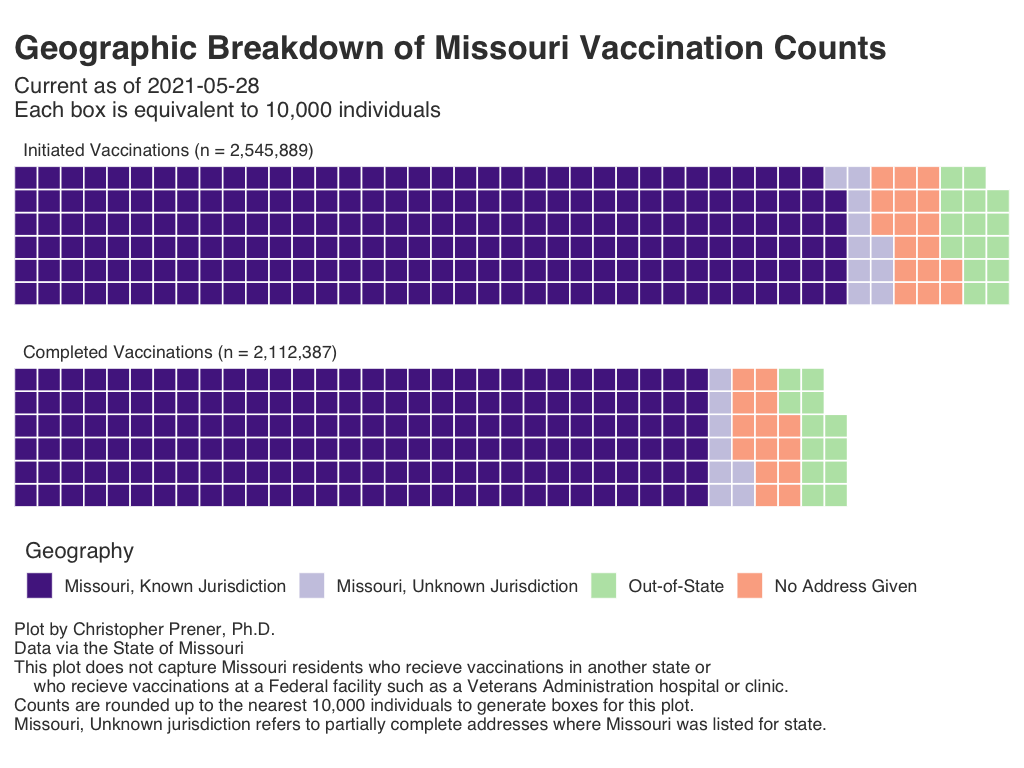 Geographic Breakdown of Missouri Vaccination Counts
Current as of 2021-05-28
Each box is equivalent to 10,000 individuals
Initiated Vaccinations (n = 2,545,889)
Completed Vaccinations (n = 2,112,387)
Geography
Missouri, Known Jurisdiction
Missouri, Unknown Jurisdiction
Out-of-State
No Address Given
Plot by Christopher Prener, Ph.D.
Data via the State of Missouri
This plot does not capture Missouri residents who recieve vaccinations in another state or
who recieve vaccinations at a Federal facility such as a Veterans Administration hospital or clinic.
Counts are rounded up to the nearest 10,000 individuals to generate boxes for this plot.
Missouri, Unknown jurisdiction refers to partially complete addresses where Missouri was listed for state.